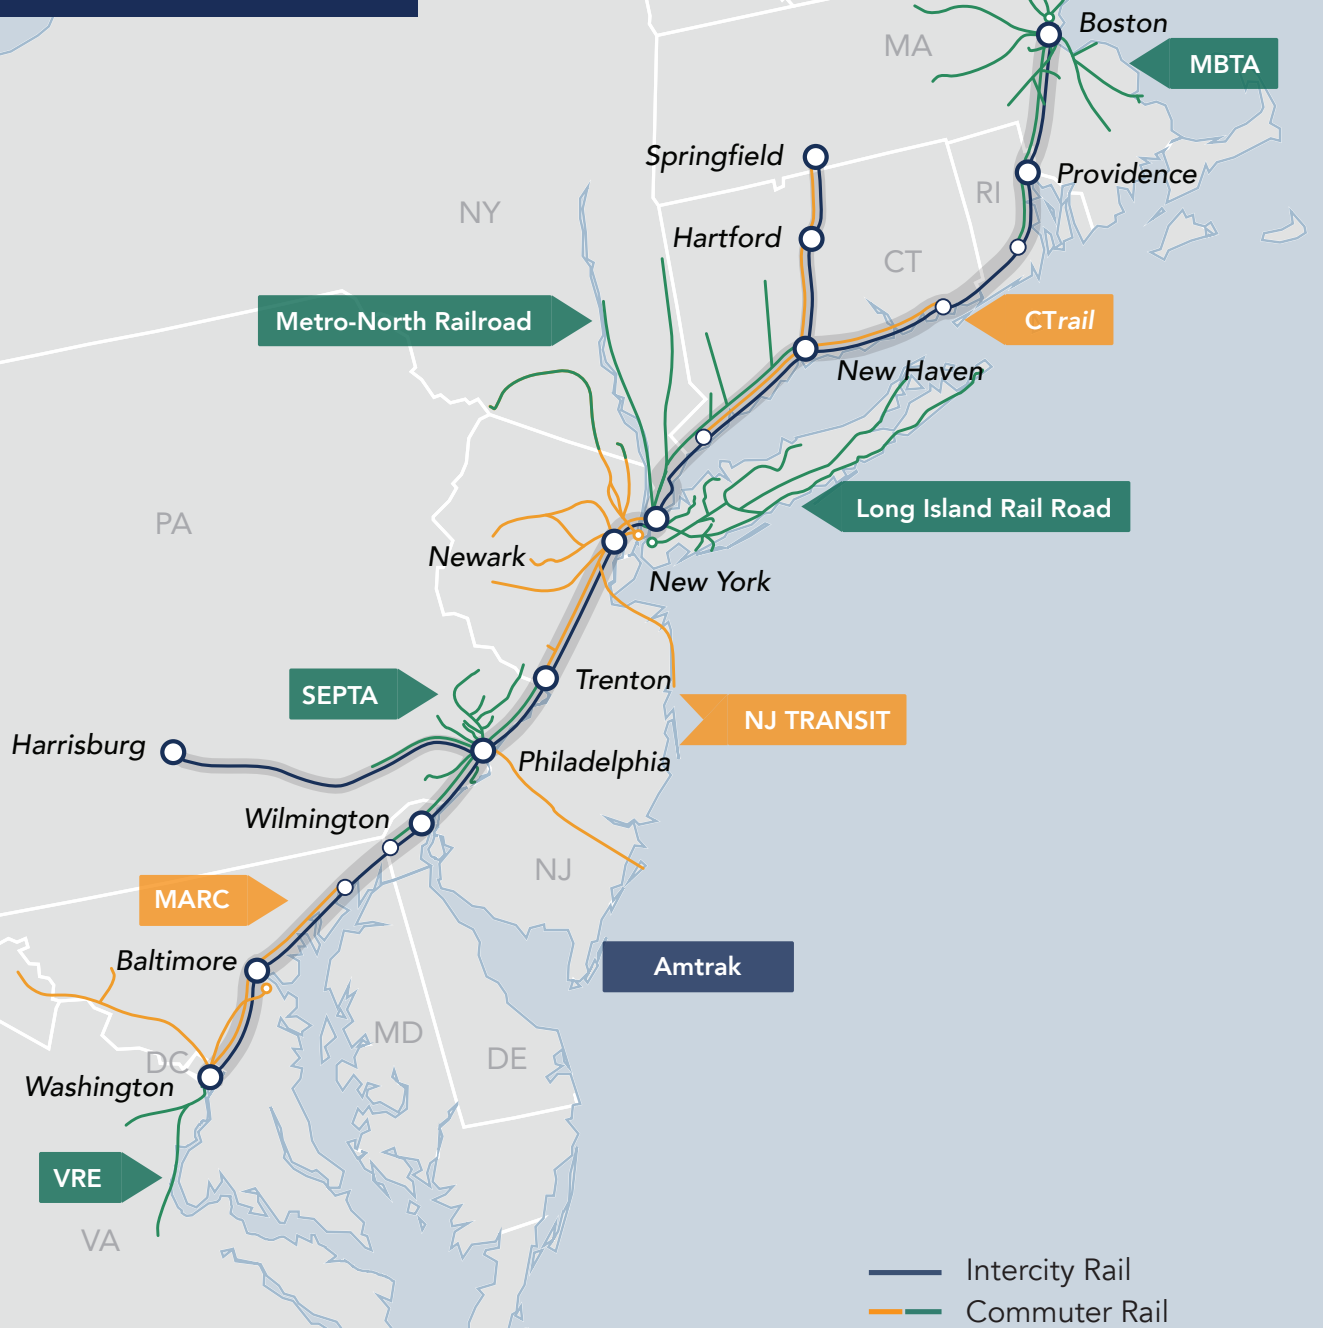 Boston
MA
MBTA
Springfield
Providence
RI
NY
Hartford
CT
Metro-North Railroad
CTrail
New Haven
Long Island Rail Road
PA
Newark
New York
Trenton
SEPTA
NJ TRANSIT
Harrisburg
Philadelphia
Wilmington
NJ
MARC
Baltimore
Amtrak
MD
DE
DC
Washington
VRE
VA
Intercity Rail
Commuter Rail